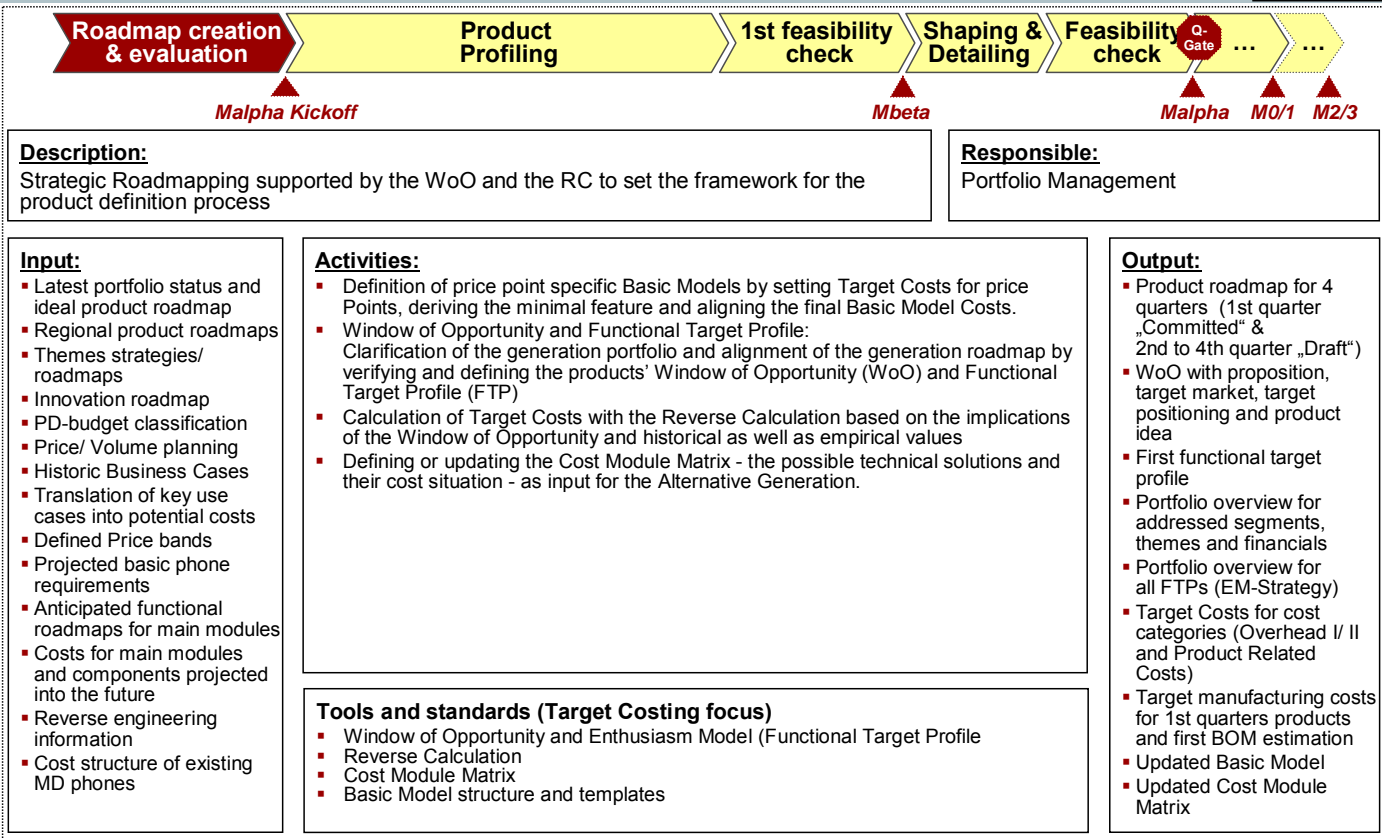 Roadmap creation
& evaluation
Product
Profiling
1st feasibility
check
Shaping &
Detailing
Feasibility
check
Q-
Gate
...
...
Malpha Kickoff
Mbeta
Malpha
M0/1
M2/3
Description:
Strategic Roadmapping supported by the WoO and the RC to set the framework for the
product definition process
Responsible:
Portfolio Management
Input:
▪ Latest portfolio status and
ideal product roadmap
▪ Regional product roadmaps
▪ Themes strategies/
roadmaps
▪ Innovation roadmap
▪ PD-budget classification
▪ Price/ Volume planning
▪ Historic Business Cases
▪ Translation of key use
cases into potential costs
▪ Defined Price bands
▪ Projected basic phone
requirements
▪ Anticipated functional
roadmaps for main modules
▪ Costs for main modules
and components projected
into the future
▪ Reverse engineering
information
▪ Cost structure of existing
MD phones
Activities:
▪ Definition of price point specific Basic Models by setting Target Costs for price
Points, deriving the minimal feature and aligning the final Basic Model Costs.
▪ Window of Opportunity and Functional Target Profile:
Clarification of the generation portfolio and alignment of the generation roadmap by
verifying and defining the products’ Window of Opportunity (WoO) and Functional
Target Profile (FTP)
▪ Calculation of Target Costs with the Reverse Calculation based on the implications
of the Window of Opportunity and historical as well as empirical values
▪ Defining or updating the Cost Module Matrix - the possible technical solutions and
their cost situation - as input for the Alternative Generation.
Tools and standards (Target Costing focus)
▪ Window of Opportunity and Enthusiasm Model (Functional Target Profile
▪ Reverse Calculation
▪ Cost Module Matrix
▪ Basic Model structure and templates
Output:
▪ Product roadmap for 4
quarters (1st quarter
„Committed“ &
2nd to 4th quarter „Draft“)
▪ WoO with proposition,
target market, target
positioning and product
idea
▪ First functional target
profile
▪ Portfolio overview for
addressed segments,
themes and financials
▪ Portfolio overview for
all FTPs (EM-Strategy)
▪ Target Costs for cost
categories (Overhead I/ II
and Product Related
Costs)
▪ Target manufacturing costs
for 1st quarters products
and first BOM estimation
▪ Updated Basic Model
▪ Updated Cost Module
Matrix